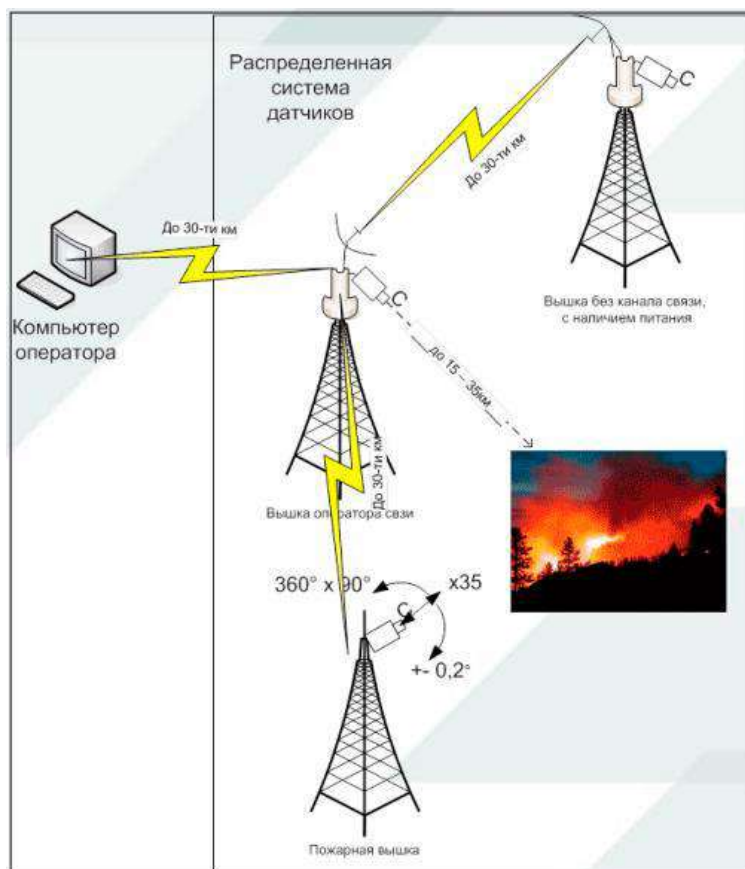 Распределенная
система
датчиков
До 30-ти км
До 30-ти км
Вышка без канала связи,
с наличием питания
Компьютер
оператора
до 15 – 35км
До 30-ти км
Вышка оператора свзи
360° x 90°
x35
+- 0,2°
Пожарная вышка